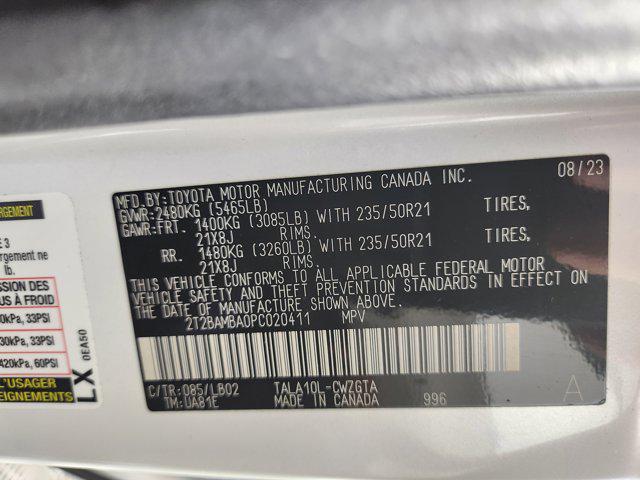 MFD.BY:TOYOTA MOTOR MANUFACTURING CANADA INC. 08/23
GVWR:2480KG (5465LB)
GAWR:FRT. 1400KG (3085LB) WITH 235/50R21 TIRES,
21X8J RIMS.
RR. 1480KG (3260LB) WITH 235/50R21 TIRES,
21X8J RIMS.
THIS VEHICLE CONFORMS TO ALL APPLICABLE FEDERAL MOTOR
VEHICLE SAFETY AND THEFT PREVENTION STANDARDS IN EFFECT ON
THE DATE OF MANUFACTURE SHOWN ABOVE.
2T2BAMBA0PC020411 MPV
C/TR:085/LB02 TALA10L-CWZGTA A
TM:UA81E MADE IN CANADA 996
RGEMENT
E 3
argement ne
lb.
SSION DES
US À FROID
0kPa, 33PSI
30kPa, 33PSI
420kPa, 60PSI
L'USAGER
SEIGNEMENTS
LX 0EA50